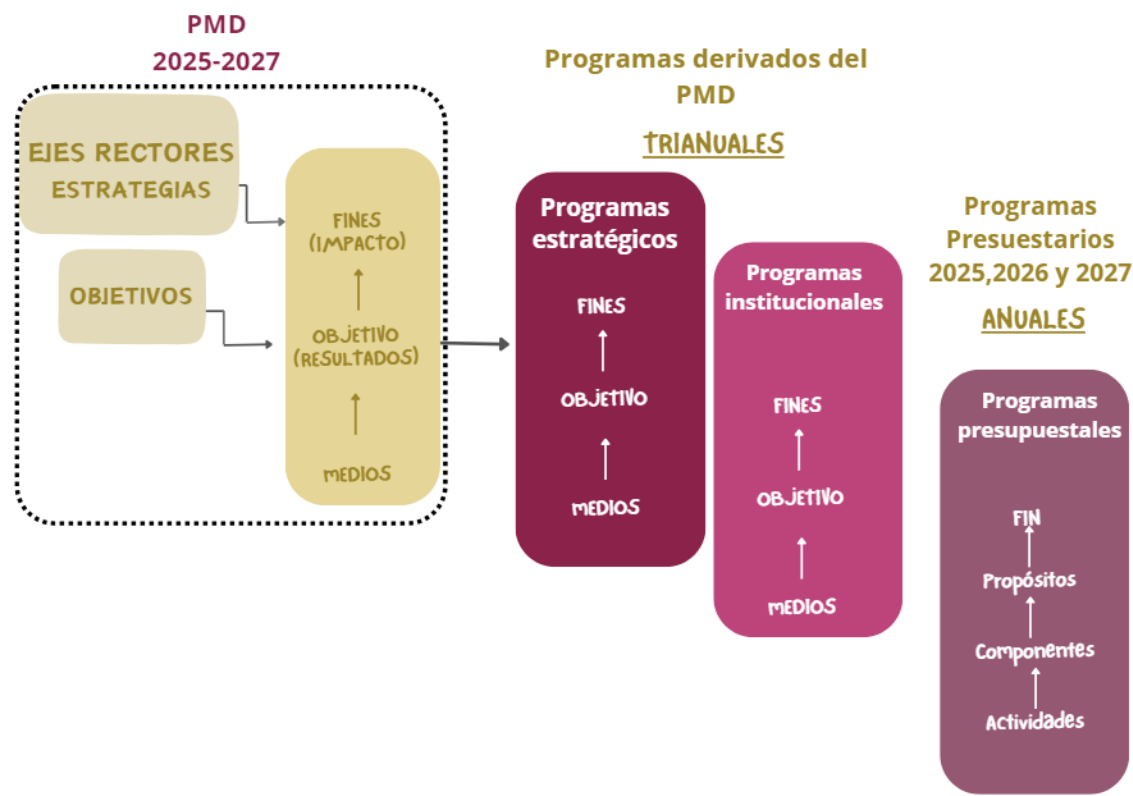 PMD
2025-2027
EJES RECTORES
ESTRATEGIAS
OBJETIVOS
FINES
(IMPACTO)
OBJETIVO
(RESULTADOS)
MEDIOS
Programas derivados del
PMD
TRIANUALES
Programas
estratégicos
FINES
OBJETIVO
MEDIOS
Programas
institucionales
FINES
OBJETIVO
MEDIOS
Programas
Presuestarios
2025,2026 y 2027
ANUALES
Programas
presupuestales
FIN
Propósitos
Componentes
Actividades